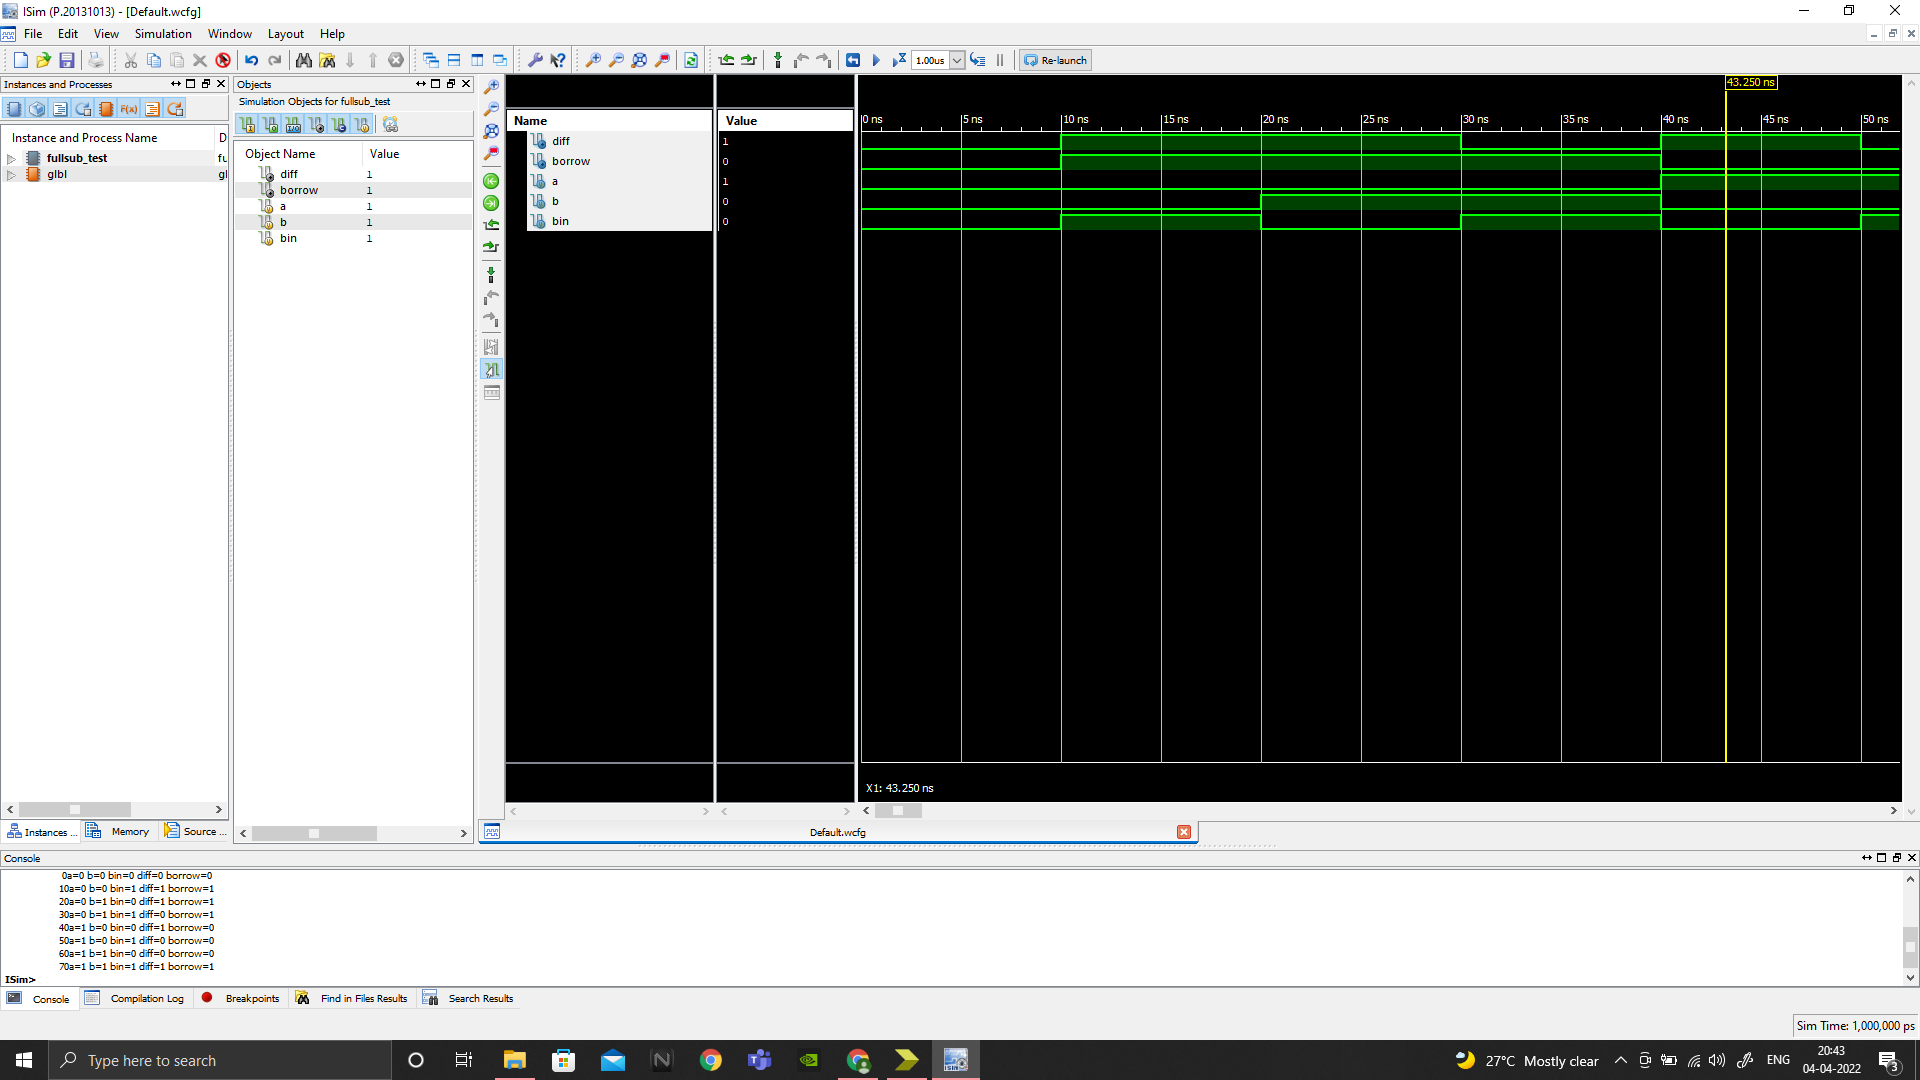 ISim (P.20131013) - [Default.wcfg]
File Edit View Simulation Window Layout Help
1.00us Re-launch
Instances and Processes
Instance and Process Name D
fullsub_test fu
glbl gl
Instances ... Memory Source ...
Objects
Simulation Objects for fullsub_test
Object Name Value
diff 1
borrow 1
a 1
b 1
bin 1
Name Value
diff 1
borrow 0
a 1
b 0
bin 0
43.250 ns
0 ns 5 ns 10 ns 15 ns 20 ns 25 ns 30 ns 35 ns 40 ns 45 ns 50 ns
X1: 43.250 ns
Default.wcfg
Console
0a=0 b=0 bin=0 diff=0 borrow=0
10a=0 b=0 bin=1 diff=1 borrow=1
20a=0 b=1 bin=0 diff=1 borrow=1
30a=0 b=1 bin=1 diff=0 borrow=1
40a=1 b=0 bin=0 diff=1 borrow=0
50a=1 b=0 bin=1 diff=0 borrow=0
60a=1 b=1 bin=0 diff=0 borrow=0
70a=1 b=1 bin=1 diff=1 borrow=1
ISim>
Console Compilation Log Breakpoints Find in Files Results Search Results
Sim Time: 1,000,000 ps
Type here to search
27°C Mostly clear ENG
20:43
04-04-2022
3